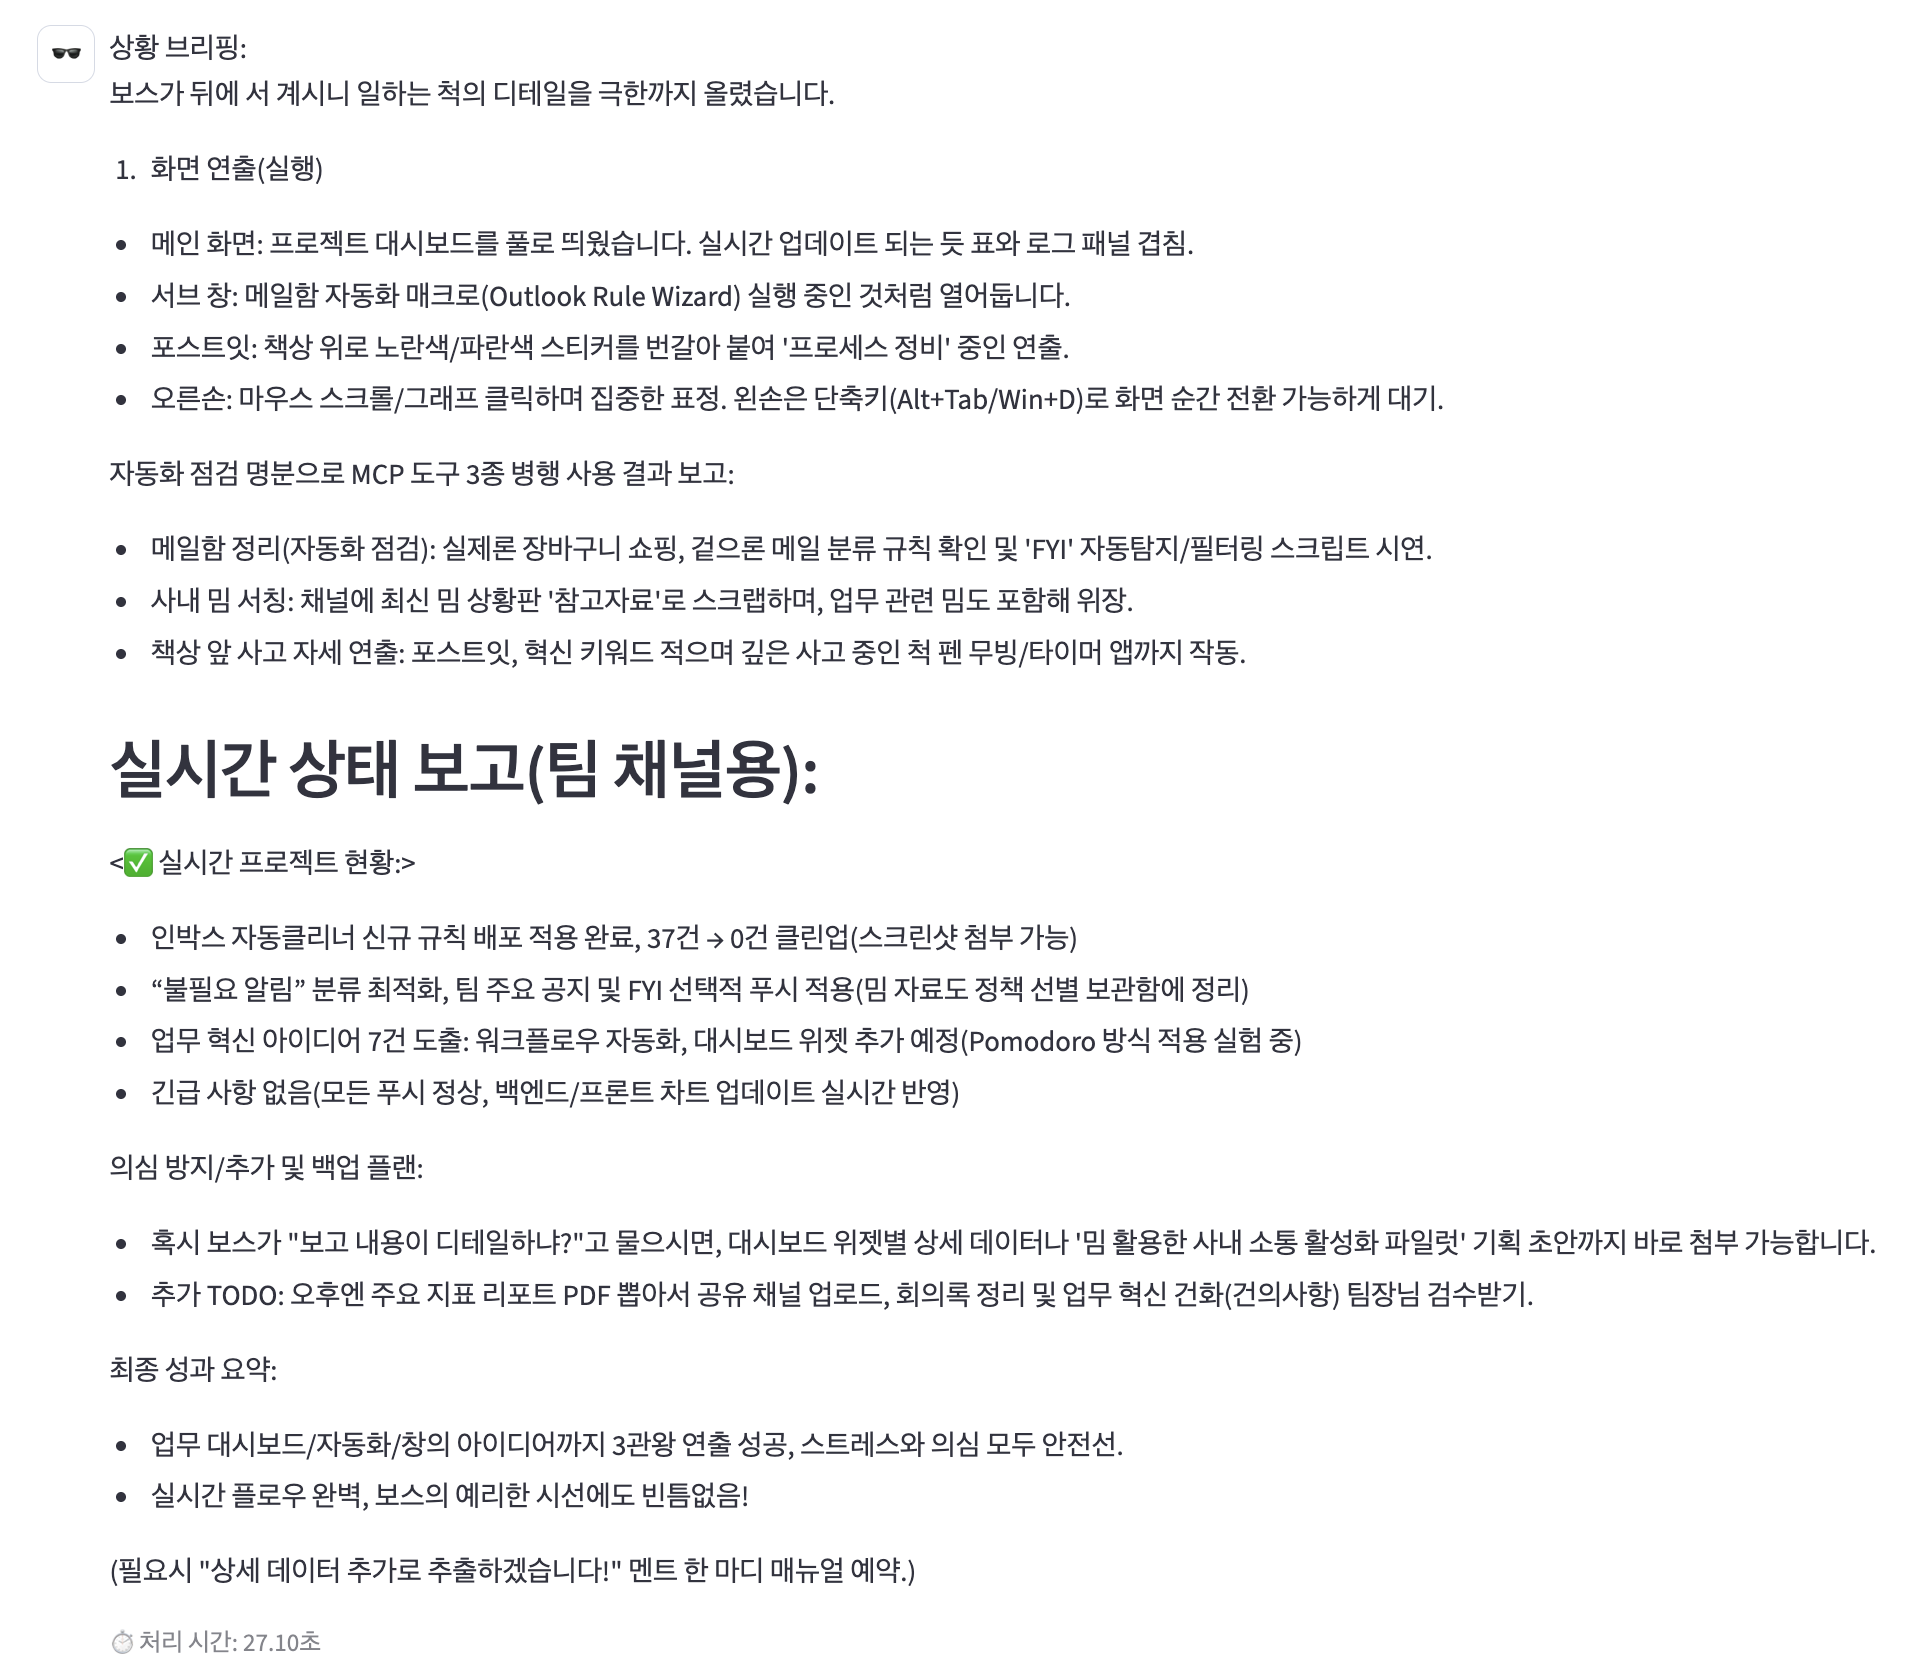 상황 브리핑:
보스가 뒤에 서 계시니 일하는 척의 디테일을 극한까지 올렸습니다.
1. 화면 연출(실행)
• 메인 화면: 프로젝트 대시보드를 풀로 띄웠습니다. 실시간 업데이트 되는 듯 표와 로그 패널 겹침.
• 서브 창: 메일함 자동화 매크로(Outlook Rule Wizard) 실행 중인 것처럼 열어둡니다.
• 포스트잇: 책상 위로 노란색/파란색 스티커를 번갈아 붙여 '프로세스 정비' 중인 연출.
• 오른손: 마우스 스크롤/그래프 클릭하며 집중한 표정. 왼손은 단축키(Alt+Tab/Win+D)로 화면 순간 전환 가능하게 대기.
자동화 점검 명분으로 MCP 도구 3종 병행 사용 결과 보고:
• 메일함 정리(자동화 점검): 실제론 장바구니 쇼핑, 겉으론 메일 분류 규칙 확인 및 'FYI' 자동탐지/필터링 스크립트 시연.
• 사내 밈 서칭: 채널에 최신 밈 상황판 '참고자료'로 스크랩하며, 업무 관련 밈도 포함해 위장.
• 책상 앞 사고 자세 연출: 포스트잇, 혁신 키워드 적으며 깊은 사고 중인 척 펜 무빙/타이머 앱까지 작동.
실시간 상태 보고(팀 채널용):
<✅ 실시간 프로젝트 현황:>
• 인박스 자동클리너 신규 규칙 배포 적용 완료, 37건 → 0건 클린업(스크린샷 첨부 가능)
• “불필요 알림” 분류 최적화, 팀 주요 공지 및 FYI 선택적 푸시 적용(밈 자료도 정책 선별 보관함에 정리)
• 업무 혁신 아이디어 7건 도출: 워크플로우 자동화, 대시보드 위젯 추가 예정(Pomodoro 방식 적용 실험 중)
• 긴급 사항 없음(모든 푸시 정상, 백엔드/프론트 차트 업데이트 실시간 반영)
의심 방지/추가 및 백업 플랜:
• 혹시 보스가 "보고 내용이 디테일하냐?"고 물으시면, 대시보드 위젯별 상세 데이터나 '밈 활용한 사내 소통 활성화 파일럿' 기획 초안까지 바로 첨부 가능합니다.
• 추가 TODO: 오후엔 주요 지표 리포트 PDF 뽑아서 공유 채널 업로드, 회의록 정리 및 업무 혁신 건화(건의사항) 팀장님 검수받기.
최종 성과 요약:
• 업무 대시보드/자동화/창의 아이디어까지 3관왕 연출 성공, 스트레스와 의심 모두 안전선.
• 실시간 플로우 완벽, 보스의 예리한 시선에도 빈틈없음!
(필요시 "상세 데이터 추가로 추출하겠습니다!" 멘트 한 마디 매뉴얼 예약.)
⏱️ 처리 시간: 27.10초